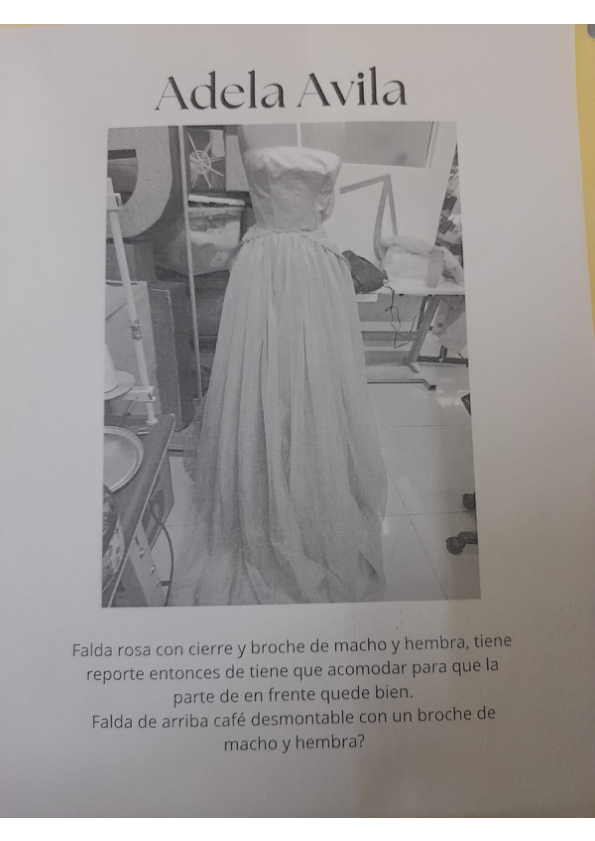 Adela Avila
Falda rosa con cierre y broche de macho y hembra, tiene
reporte entonces de tiene que acomodar para que la
parte de en frente quede bien.
Falda de arriba café desmontable con un broche de
macho y hembra?